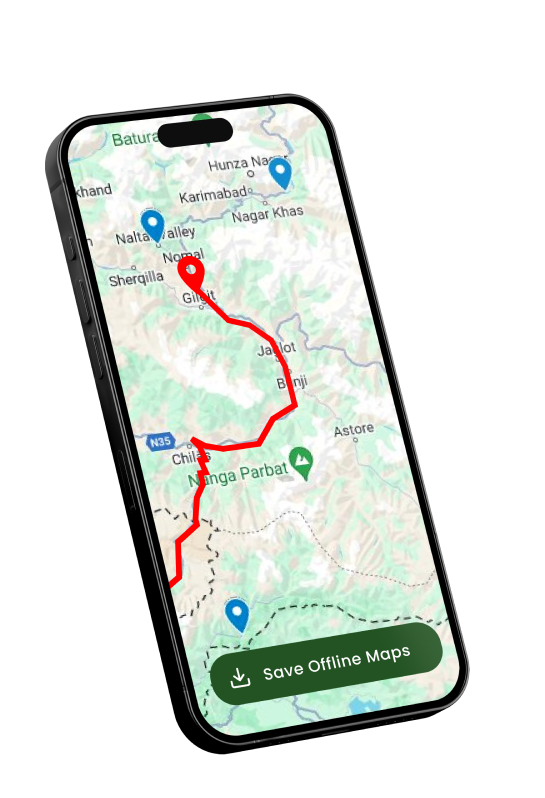 Batura
Hunza Nagar
Karimabad
khand
Nagar Khas
Naltar Valley
Nomal
Sherqilla
Gilgit
Jaglot
Bunji
Astore
N35
Chilas
Nanga Parbat
Save Offline Maps